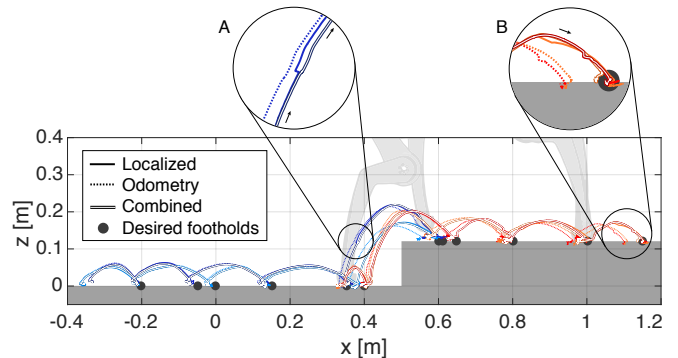 A
B
0.4
0.3
0.2
0.1
0
z [m]
Localized
Odometry
Combined
Desired footholds
-0.4 -0.2 0 0.2 0.4 0.6 0.8 1.0 1.2
x [m]